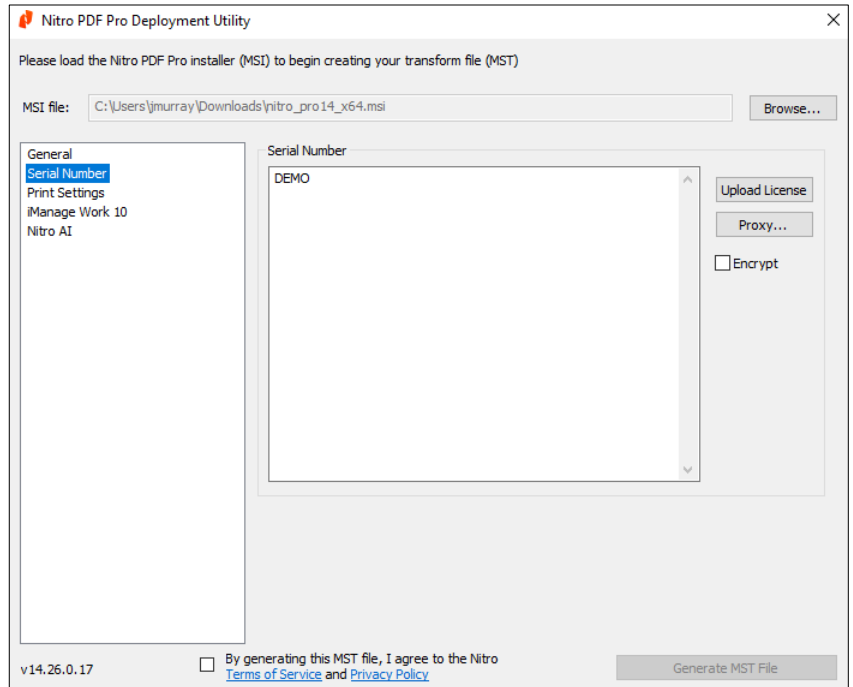 Nitro PDF Pro Deployment Utility
Please load the Nitro PDF Pro installer (MSI) to begin creating your transform file (MST)
MSI file: C:\Users\jmurray\Downloads\nitro_pro14_x64.msi Browse...
General
Serial Number
Print Settings
iManage Work 10
Nitro AI
Serial Number
DEMO
Upload License
Proxy...
Encrypt
v14.26.0.17
By generating this MST file, I agree to the Nitro
Terms of Service and Privacy Policy
Generate MST File